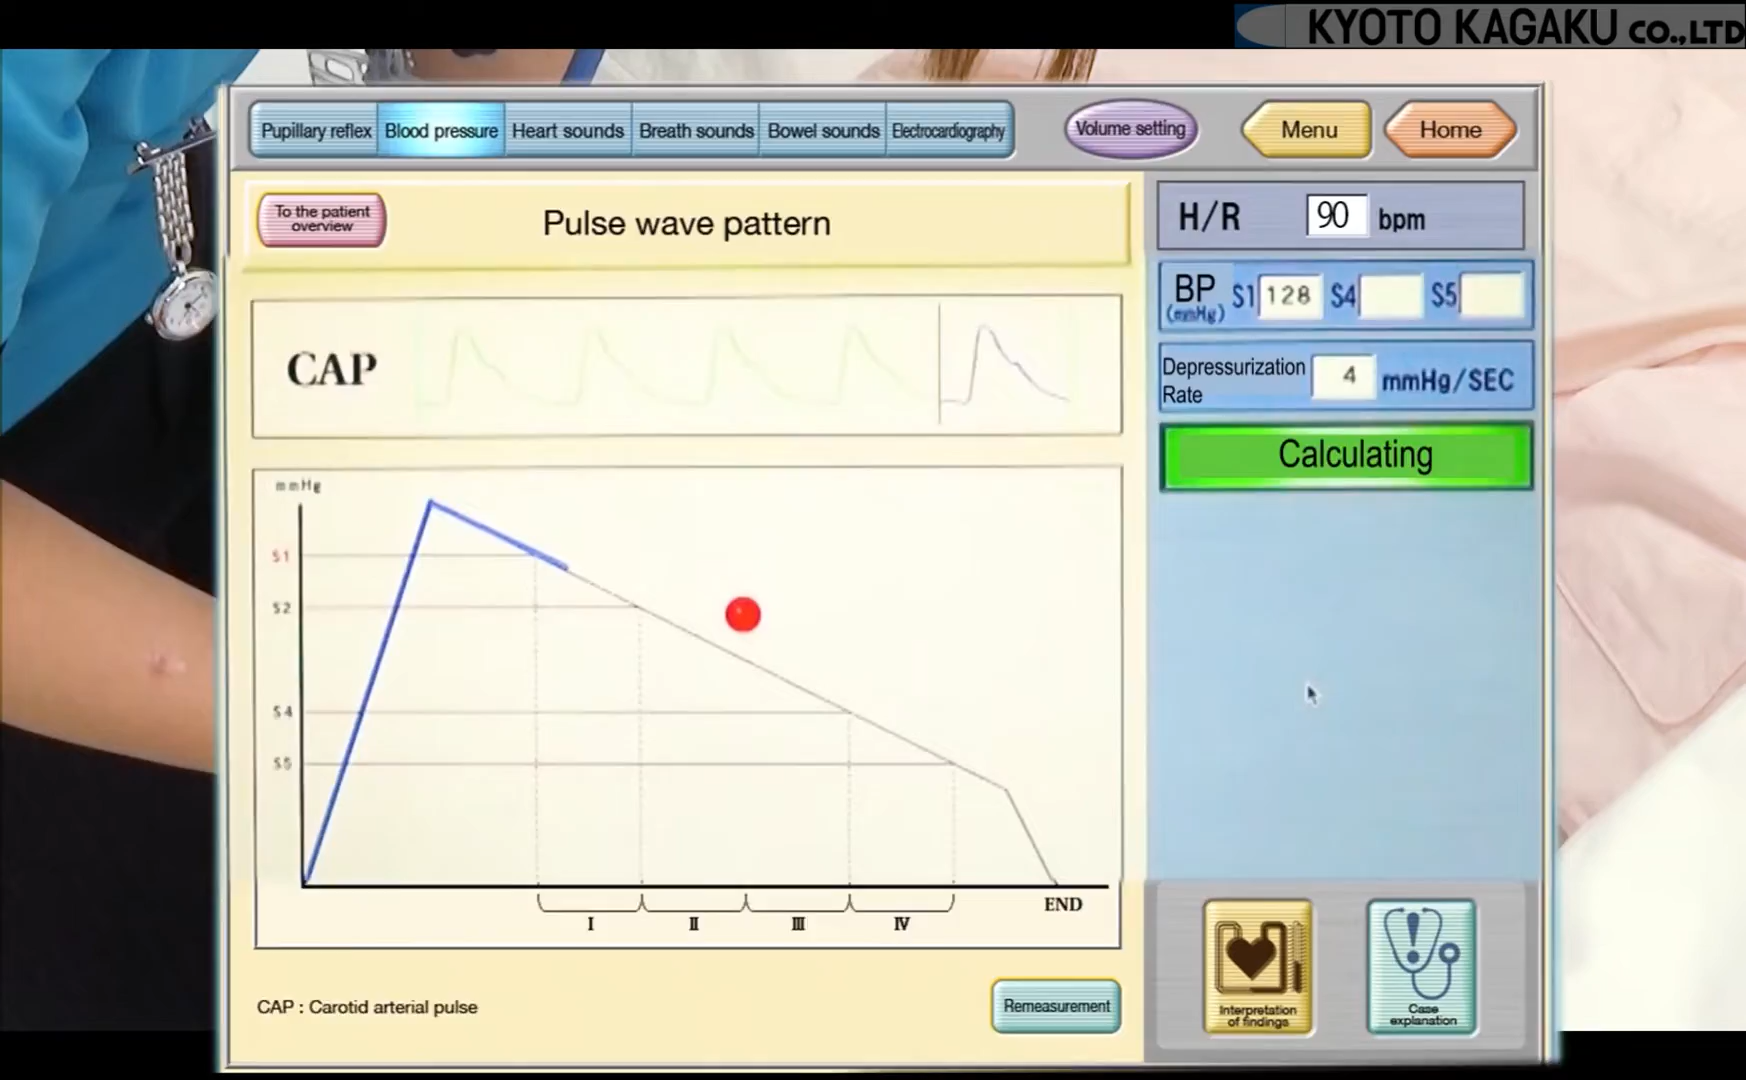 KYOTO KAGAKU CO.,LTD
Pupillary reflex
Blood pressure
Heart sounds
Breath sounds
Bowel sounds
Electrocardiography
Volume setting
Menu
Home
To the patient
overview
Pulse wave pattern
H/R 90 bpm
BP
(mmHg)
S1 128 S4 S5
CAP
Depressurization
Rate
4 mmHg/SEC
Calculating
mmHg
S1
S2
S4
S5
END
I II III IV
CAP : Carotid arterial pulse
Remeasurement
Interpretation
of findings
Case
explanation